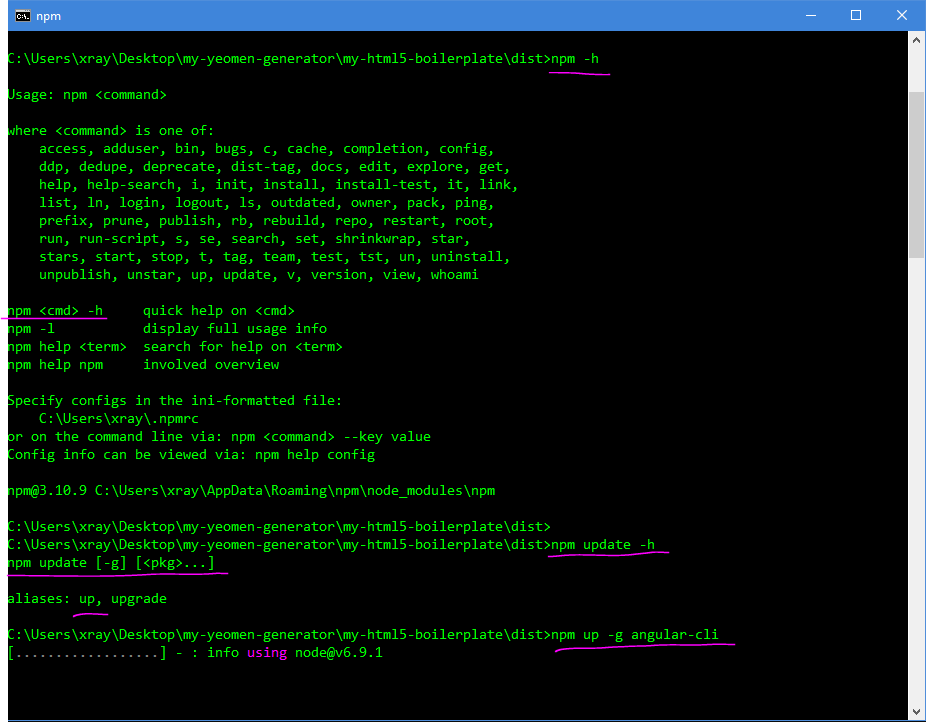 npm
C:\Users\xray\Desktop\my-yeomen-generator\my-html5-boilerplate\dist>npm -h
Usage: npm <command>
where <command> is one of:
    access, adduser, bin, bugs, c, cache, completion, config,
    ddp, dedupe, deprecate, dist-tag, docs, edit, explore, get,
    help, help-search, i, init, install, install-test, it, link,
    list, ln, login, logout, ls, outdated, owner, pack, ping,
    prefix, prune, publish, rb, rebuild, repo, restart, root,
    run, run-script, s, se, search, set, shrinkwrap, star,
    stars, start, stop, t, tag, team, test, tst, un, uninstall,
    unpublish, unstar, up, update, v, version, view, whoami
npm <cmd> -h     quick help on <cmd>
npm -l           display full usage info
npm help <term>  search for help on <term>
npm help npm     involved overview
Specify configs in the ini-formatted file:
    C:\Users\xray\.npmrc
or on the command line via: npm <command> --key value
Config info can be viewed via: npm help config
npm@3.10.9 C:\Users\xray\AppData\Roaming\npm\node_modules\npm
C:\Users\xray\Desktop\my-yeomen-generator\my-html5-boilerplate\dist>
C:\Users\xray\Desktop\my-yeomen-generator\my-html5-boilerplate\dist>npm update -h
npm update [-g] [<pkg>...]
aliases: up, upgrade
C:\Users\xray\Desktop\my-yeomen-generator\my-html5-boilerplate\dist>npm up -g angular-cli
[..................] - : info using node@v6.9.1